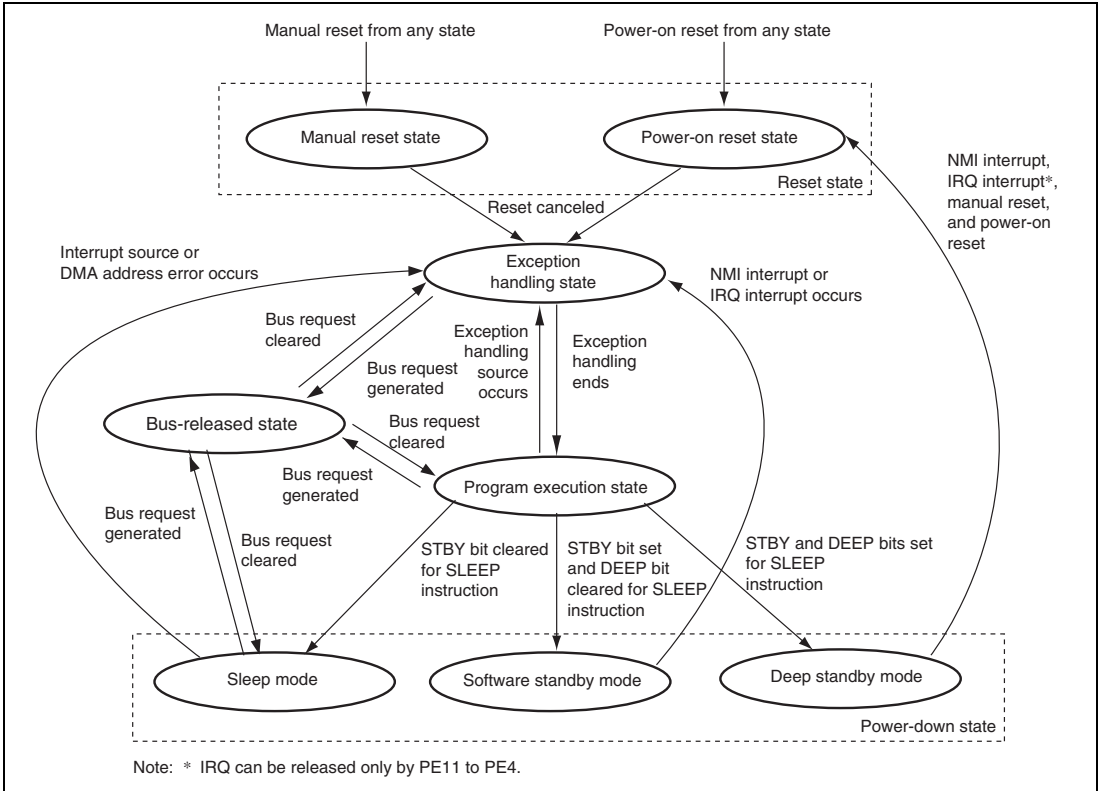 Manual reset from any state
Power-on reset from any state
Manual reset state
Power-on reset state
Reset state
NMI interrupt,
IRQ interrupt*,
manual reset,
and power-on
reset
Reset canceled
Interrupt source or
DMA address error occurs
Exception
handling state
NMI interrupt or
IRQ interrupt occurs
Bus request
cleared
Bus request
generated
Exception
handling
source
occurs
Exception
handling
ends
Bus-released state
Bus request
cleared
Bus request
generated
Program execution state
Bus request
generated
Bus request
cleared
STBY bit cleared
for SLEEP
instruction
STBY bit set
and DEEP bit
cleared for SLEEP
instruction
STBY and DEEP bits set
for SLEEP
instruction
Sleep mode
Software standby mode
Deep standby mode
Power-down state
Note: * IRQ can be released only by PE11 to PE4.